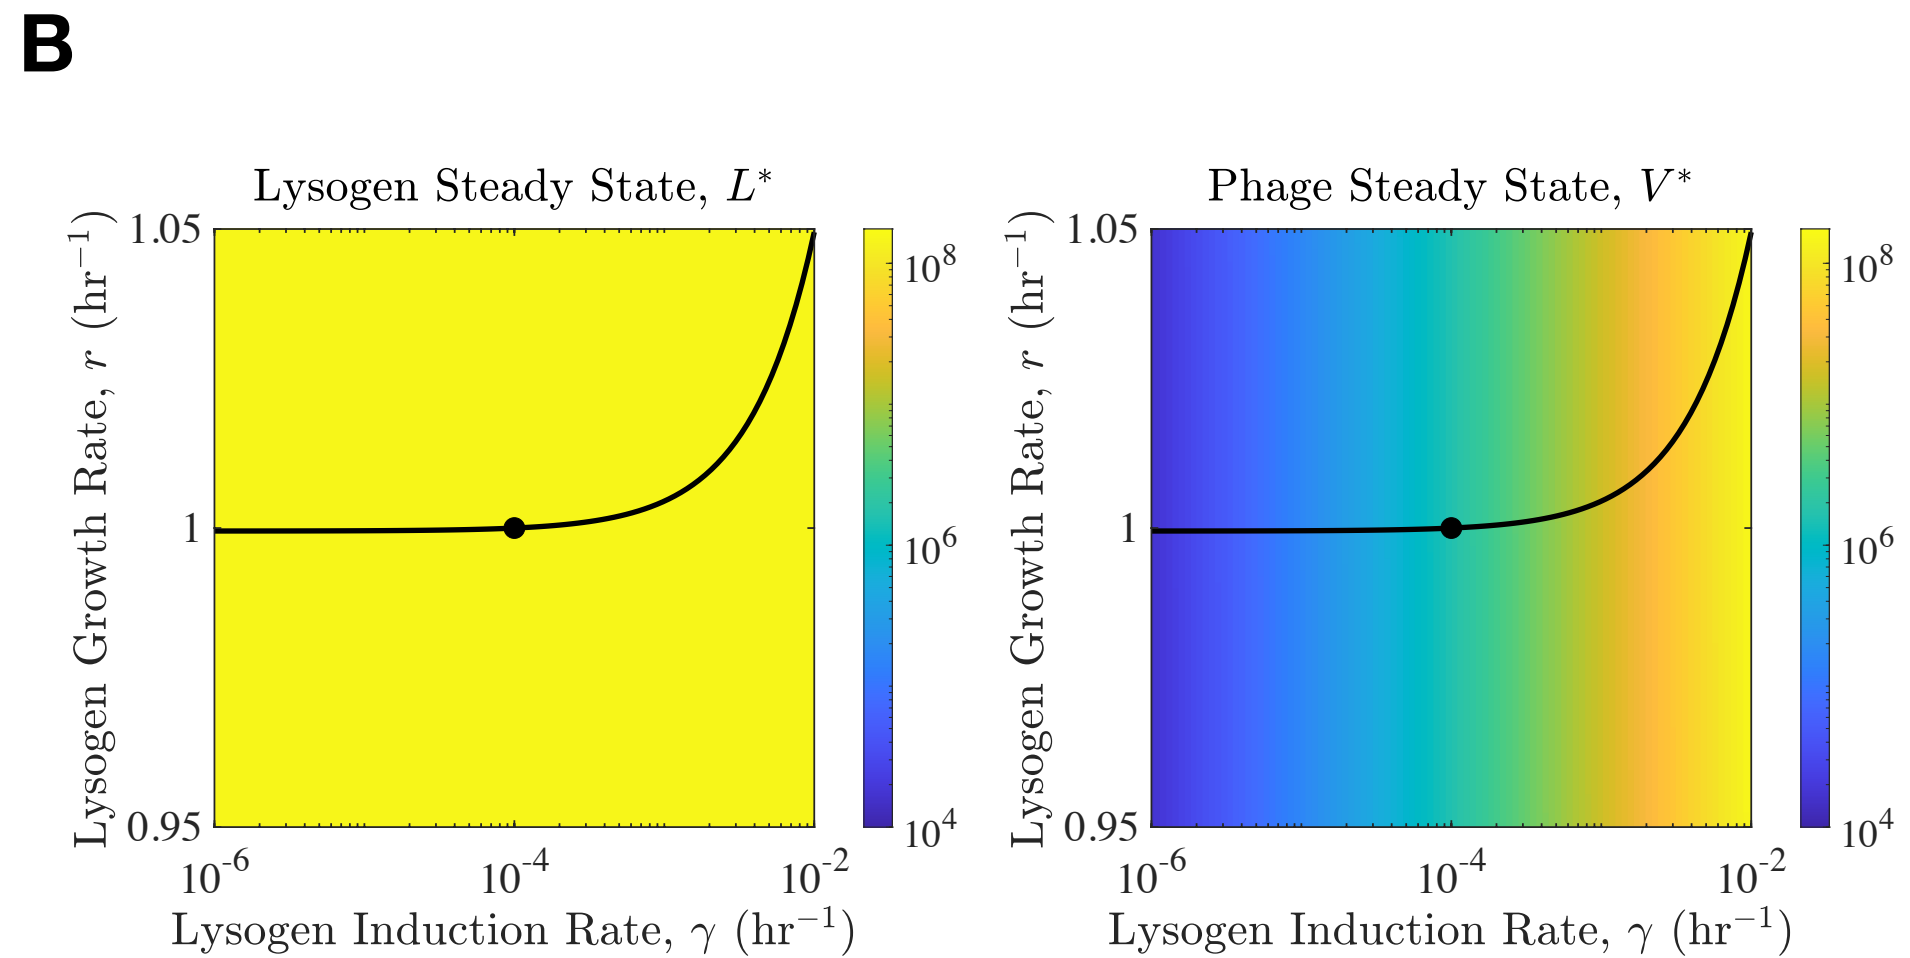 B
Lysogen Steady State, L*
Lysogen Growth Rate, r (hr⁻¹)
1.05
1
0.95
10⁻⁶
10⁻⁴
10⁻²
Lysogen Induction Rate, γ (hr⁻¹)
10⁸
10⁶
10⁴
Phage Steady State, V*
Lysogen Growth Rate, r (hr⁻¹)
1.05
1
0.95
10⁻⁶
10⁻⁴
10⁻²
Lysogen Induction Rate, γ (hr⁻¹)
10⁸
10⁶
10⁴